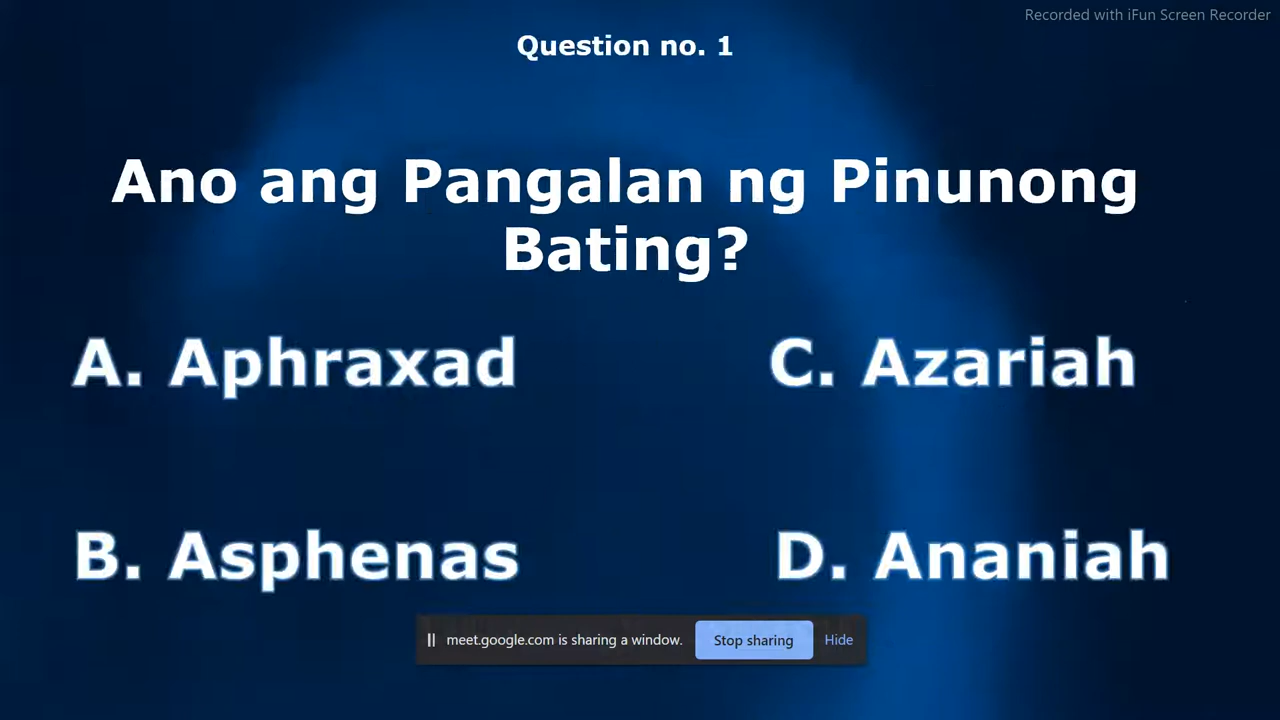 Recorded with iFun Screen Recorder
Question no. 1
Ano ang Pangalan ng Pinunong
Bating?
A. Aphraxad
C. Azariah
B. Asphenas
D. Ananiah
meet.google.com is sharing a window.
Stop sharing
Hide